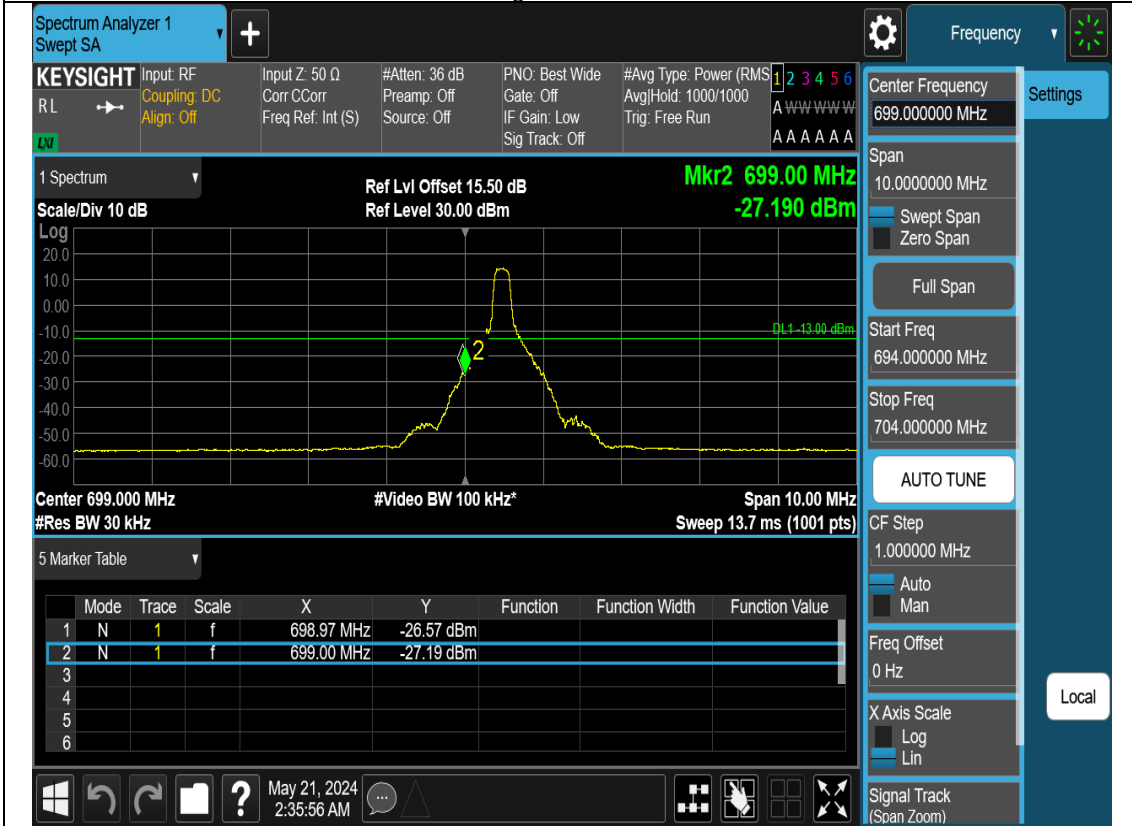 Spectrum Analyzer 1
Swept SA
Frequency
KEYSIGHT
RL
LXI
Input: RF
Coupling: DC
Align: Off
Input Z: 50 Ω
Corr CCorr
Freq Ref: Int (S)
#Atten: 36 dB
Preamp: Off
Source: Off
PNO: Best Wide
Gate: Off
IF Gain: Low
Sig Track: Off
#Avg Type: Power (RMS
Avg|Hold: 1000/1000
Trig: Free Run
1 2 3 4 5 6
A W W W W W
A A A A A A
Center Frequency
699.000000 MHz
Settings
Span
10.0000000 MHz
Swept Span
Zero Span
Full Span
Start Freq
694.000000 MHz
Stop Freq
704.000000 MHz
AUTO TUNE
CF Step
1.000000 MHz
Auto
Man
Freq Offset
0 Hz
X Axis Scale
Log
Lin
Signal Track
(Span Zoom)
Local
1 Spectrum
Scale/Div 10 dB
Ref Lvl Offset 15.50 dB
Ref Level 30.00 dBm
Mkr2 699.00 MHz
-27.190 dBm
Log
20.0
10.0
0.00
-10.0
-20.0
-30.0
-40.0
-50.0
-60.0
DL1 -13.00 dBm
2
Center 699.000 MHz
#Res BW 30 kHz
#Video BW 100 kHz*
Span 10.00 MHz
Sweep 13.7 ms (1001 pts)
5 Marker Table
Mode Trace Scale X Y Function Function Width Function Value
1 N 1 f 698.97 MHz -26.57 dBm
2 N 1 f 699.00 MHz -27.19 dBm
3
4
5
6
?
May 21, 2024
2:35:56 AM